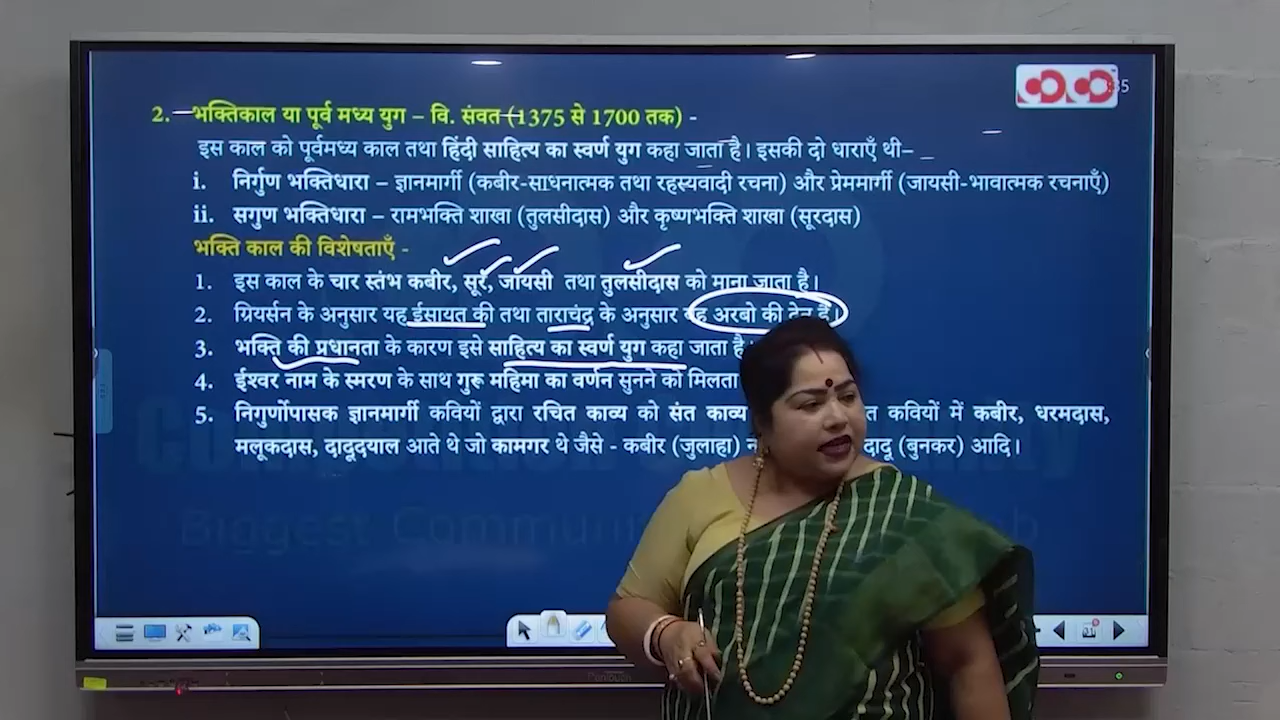 2. भक्तिकाल या पूर्व मध्य युग – वि. संवत (1375 से 1700 तक) -
इस काल को पूर्वमध्य काल तथा हिंदी साहित्य का स्वर्ण युग कहा जाता है। इसकी दो धाराएँ थी–
i. निर्गुण भक्तिधारा – ज्ञानमार्गी (कबीर-साधनात्मक तथा रहस्यवादी रचना) और प्रेममार्गी (जायसी-भावात्मक रचनाएँ)
ii. सगुण भक्तिधारा – रामभक्ति शाखा (तुलसीदास) और कृष्णभक्ति शाखा (सूरदास)
भक्ति काल की विशेषताएँ -
1. इस काल के चार स्तंभ कबीर, सूर, जायसी तथा तुलसीदास को माना जाता है।
2. ग्रियर्सन के अनुसार यह ईसायत की तथा ताराचंद्र के अनुसार यह अरबो की देन है।
3. भक्ति की प्रधानता के कारण इसे साहित्य का स्वर्ण युग कहा जाता है
4. ईश्वर नाम के स्मरण के साथ गुरू महिमा का वर्णन सुनने को मिलता
5. निगुर्णोपासक ज्ञानमार्गी कवियों द्वारा रचित काव्य को संत काव्य कवियों में कबीर, धरमदास,
मलूकदास, दादूदयाल आते थे जो कामगर थे जैसे - कबीर (जुलाहा) दादू (बुनकर) आदि।
Biggest